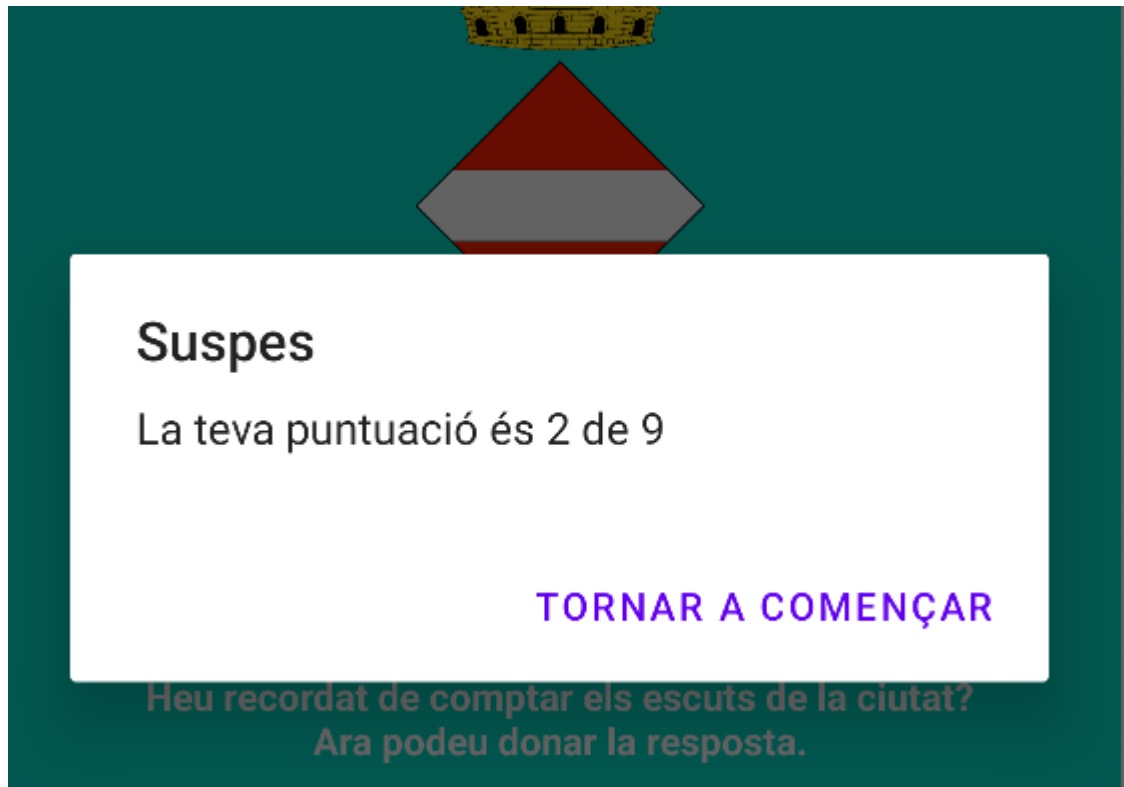 Suspes
La teva puntuació és 2 de 9
TORNAR A COMENÇAR
Heu recordat de comptar els escuts de la ciutat?
Ara podeu donar la resposta.